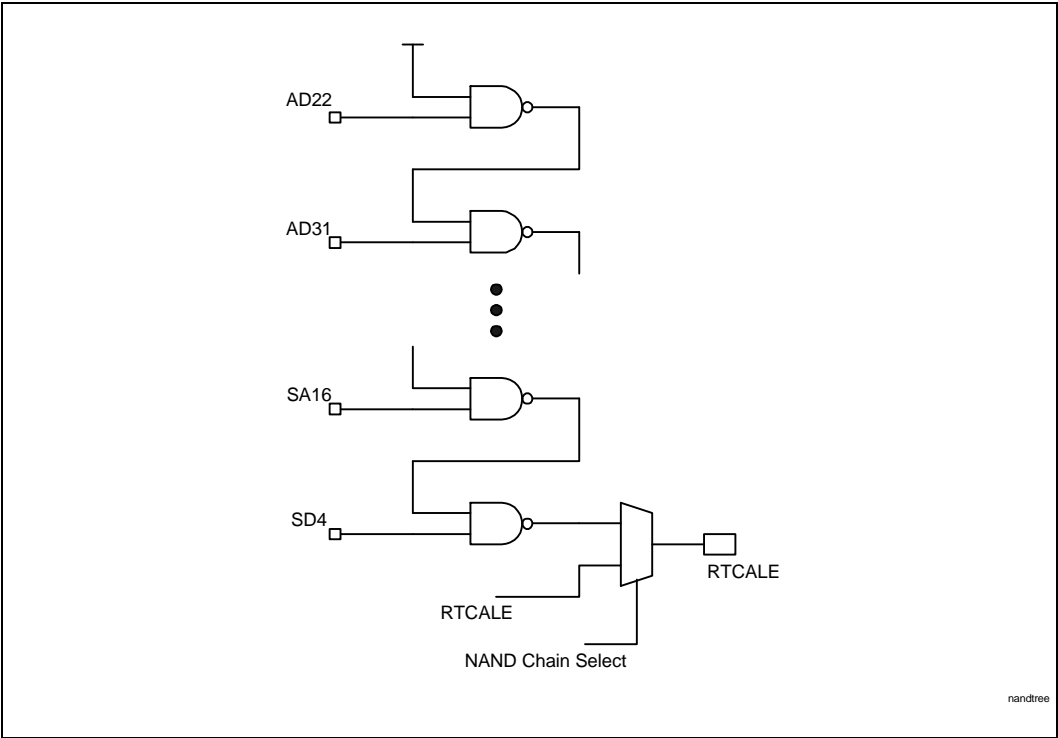 AD22
AD31
SA16
SD4
RTCALE
RTCALE
NAND Chain Select
nandtree